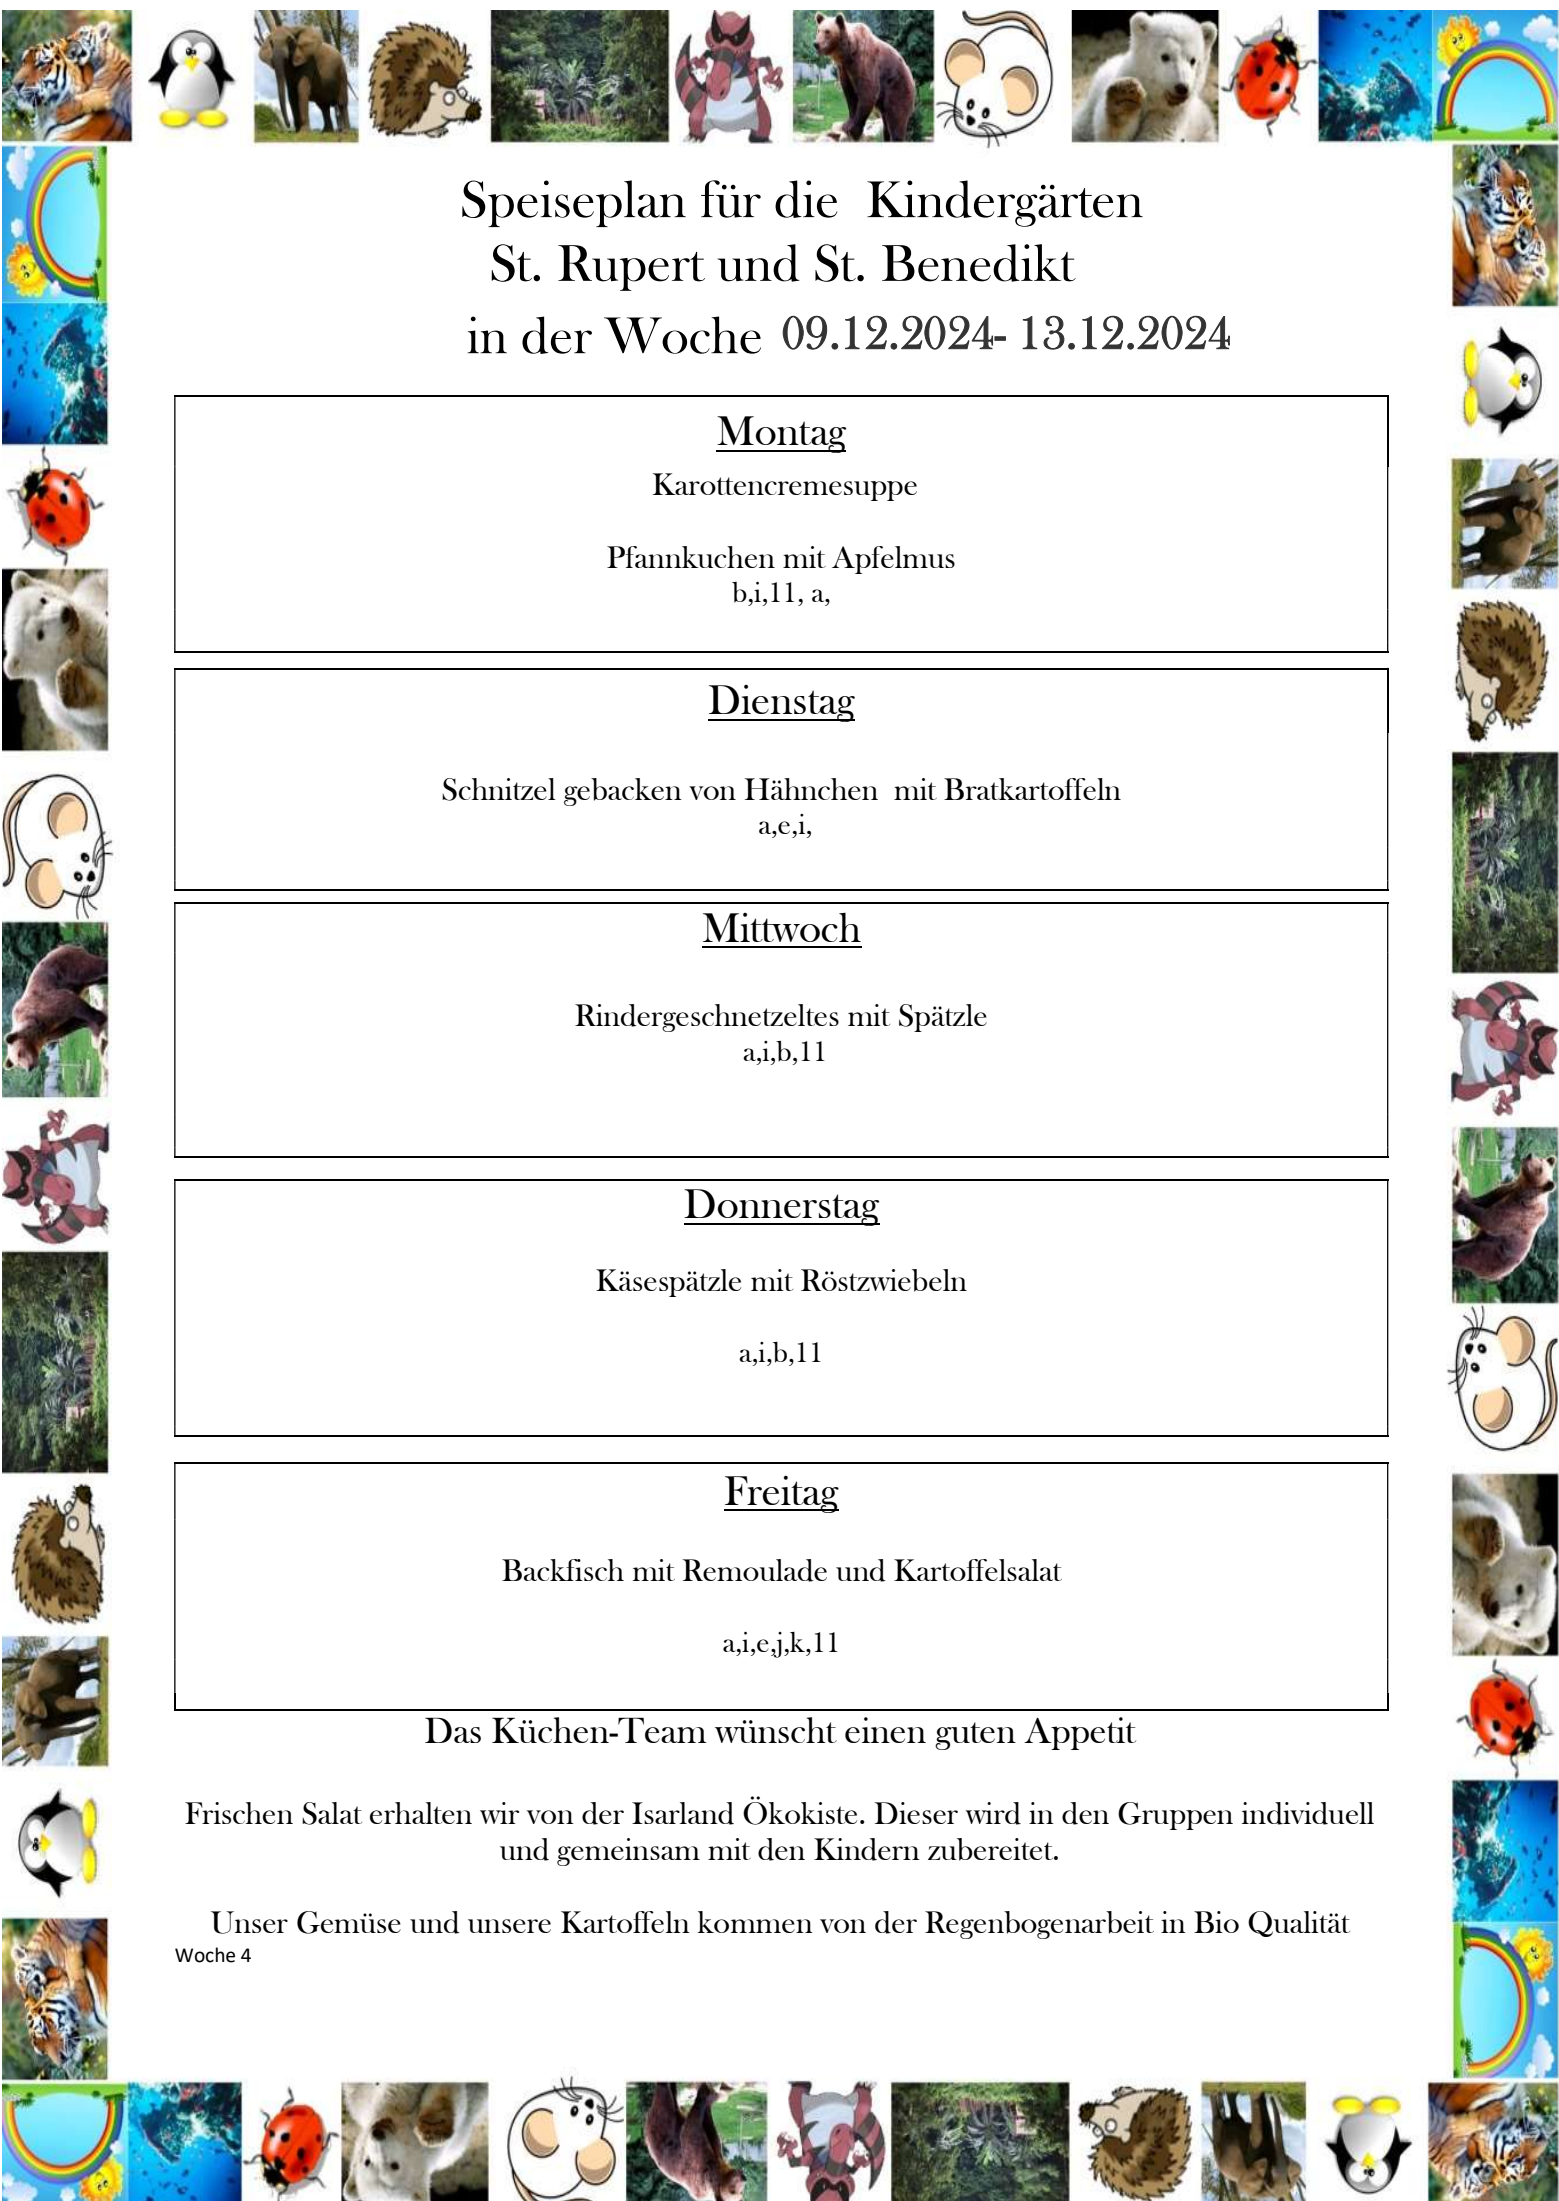 Speiseplan für die Kindergärten
St. Rupert und St. Benedikt
in der Woche 09.12.2024- 13.12.2024
Montag
Karottencremesuppe
Pfannkuchen mit Apfelmus
b,i,11, a,
Dienstag
Schnitzel gebacken von Hähnchen mit Bratkartoffeln
a,e,i,
Mittwoch
Rindergeschnetzeltes mit Spätzle
a,i,b,11
Donnerstag
Käsespätzle mit Röstzwiebeln
a,i,b,11
Freitag
Backfisch mit Remoulade und Kartoffelsalat
a,i,e,j,k,11
Das Küchen-Team wünscht einen guten Appetit
Frischen Salat erhalten wir von der Isarland Ökokiste. Dieser wird in den Gruppen individuell
und gemeinsam mit den Kindern zubereitet.
Unser Gemüse und unsere Kartoffeln kommen von der Regenbogenarbeit in Bio Qualität
Woche 4